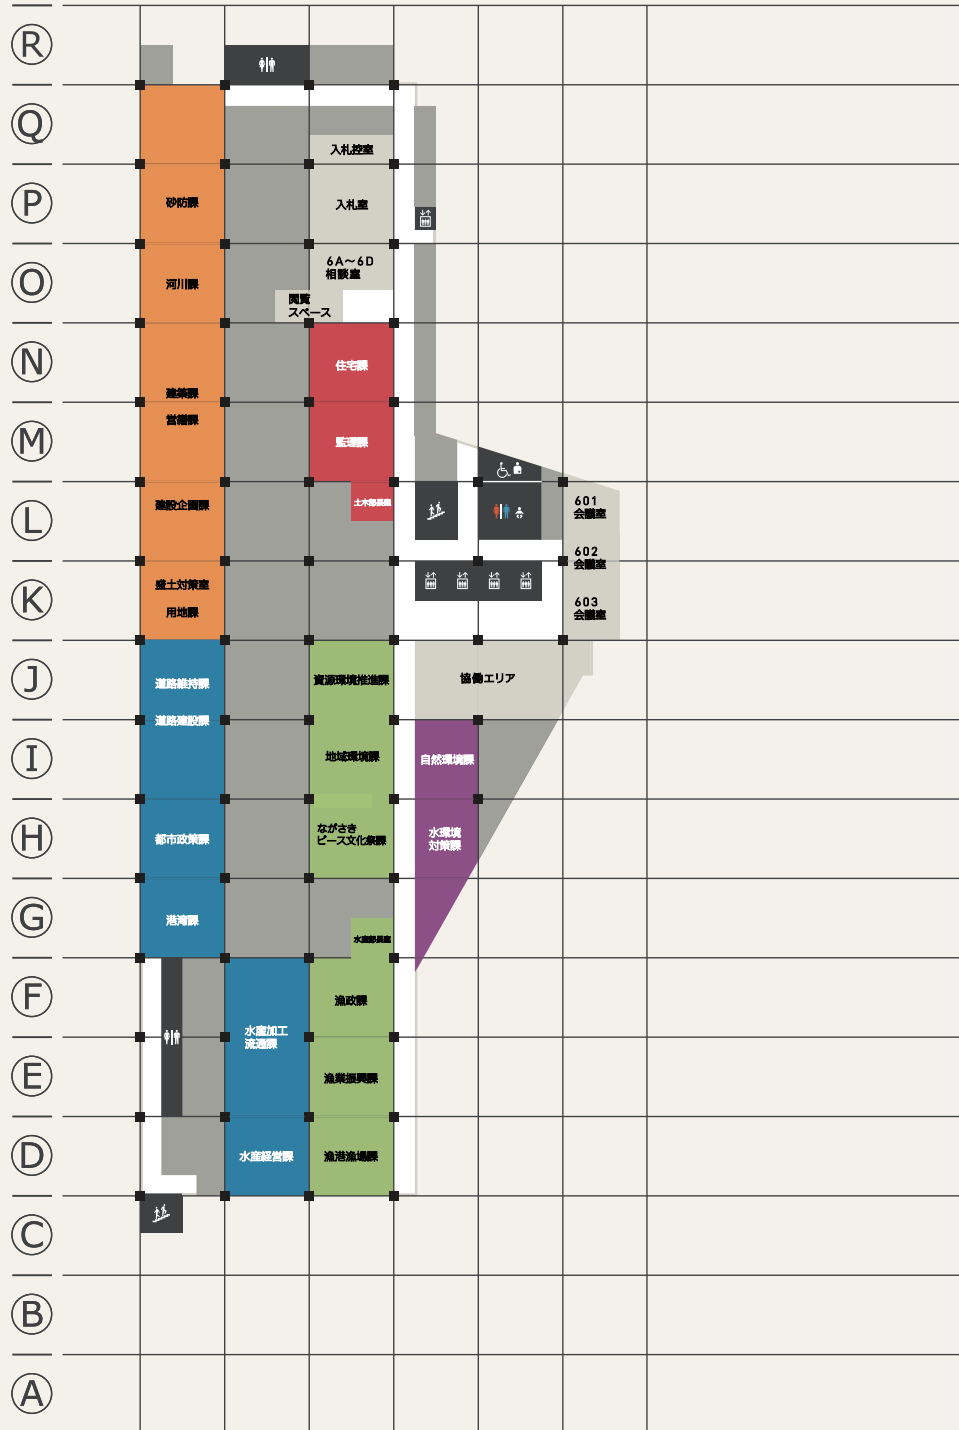 R
Q
入札控室
P
砂防課
入札室
O
6A〜6D
相談室
河川課
閲覧
スペース
N
住宅課
建築課
M
営繕課
監理課
L
建設企画課
土木部長室
601
会議室
602
会議室
K
盛土対策室
用地課
603
会議室
J
道路維持課
資源環境推進課
協働エリア
道路建設課
I
地域環境課
自然環境課
H
都市政策課
ながさき
ピース文化祭課
水環境
対策課
G
港湾課
水産部長室
F
漁政課
水産加工
流通課
E
漁業振興課
D
水産経営課
漁港漁場課
C
B
A